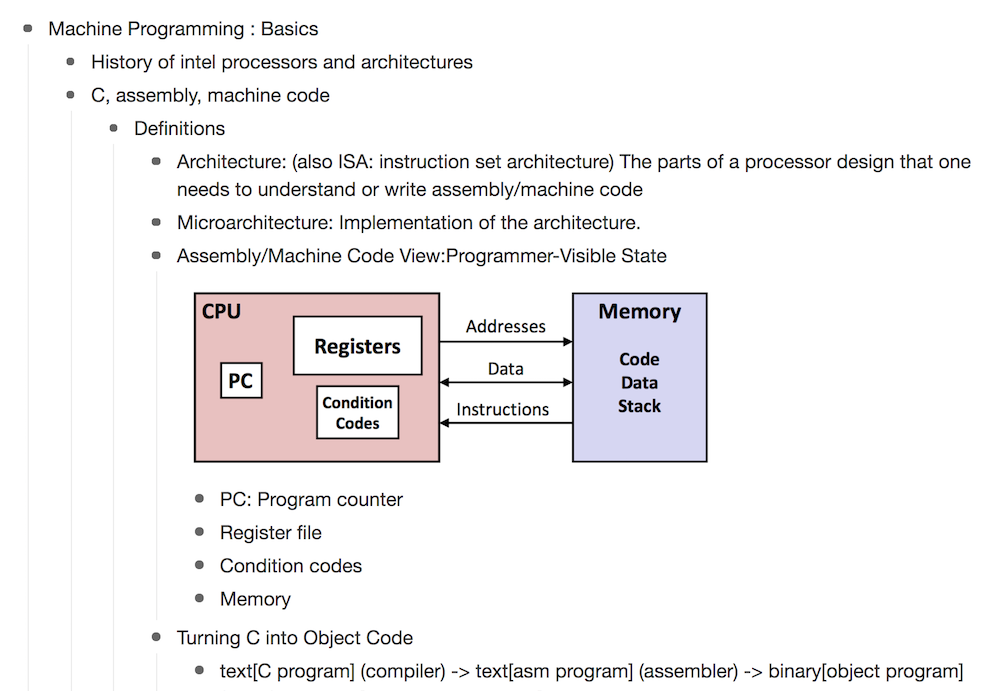 Machine Programming : Basics
History of intel processors and architectures
C, assembly, machine code
Definitions
Architecture: (also ISA: instruction set architecture) The parts of a processor design that one
needs to understand or write assembly/machine code
Microarchitecture: Implementation of the architecture.
Assembly/Machine Code View:Programmer-Visible State
CPU
Registers
PC
Condition
Codes
Addresses
Data
Instructions
Memory
Code
Data
Stack
PC: Program counter
Register file
Condition codes
Memory
Turning C into Object Code
text[C program] (compiler) -> text[asm program] (assembler) -> binary[object program]